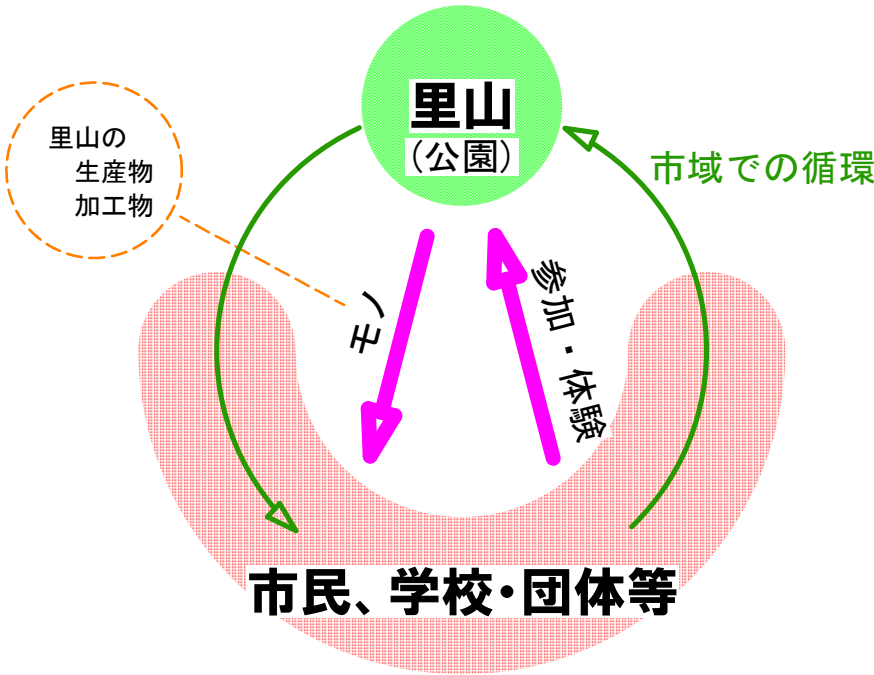 里山
(公園)
里山の
生産物
加工物
市域での循環
モノ
参加・体験
市民、学校・団体等